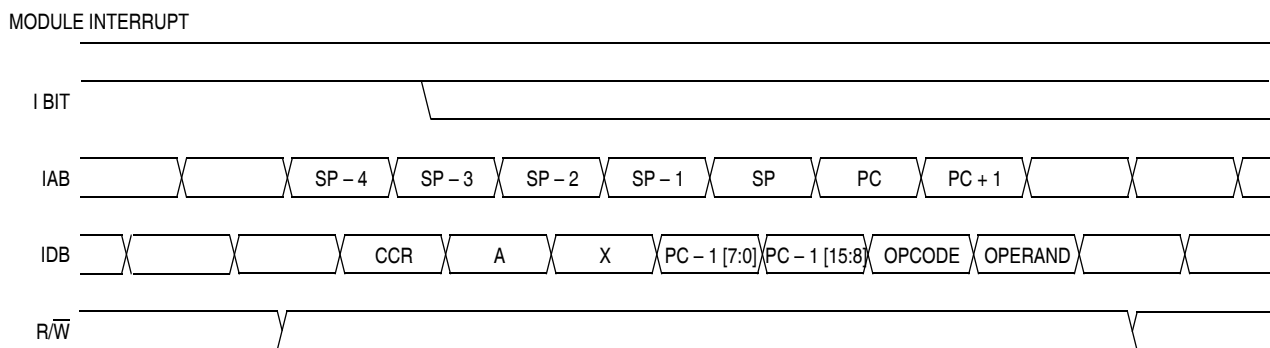 MODULE INTERRUPT
I BIT
IAB SP – 4 SP – 3 SP – 2 SP – 1 SP PC PC + 1
IDB CCR A X PC – 1 [7:0] PC – 1 [15:8] OPCODE OPERAND
R/W̅